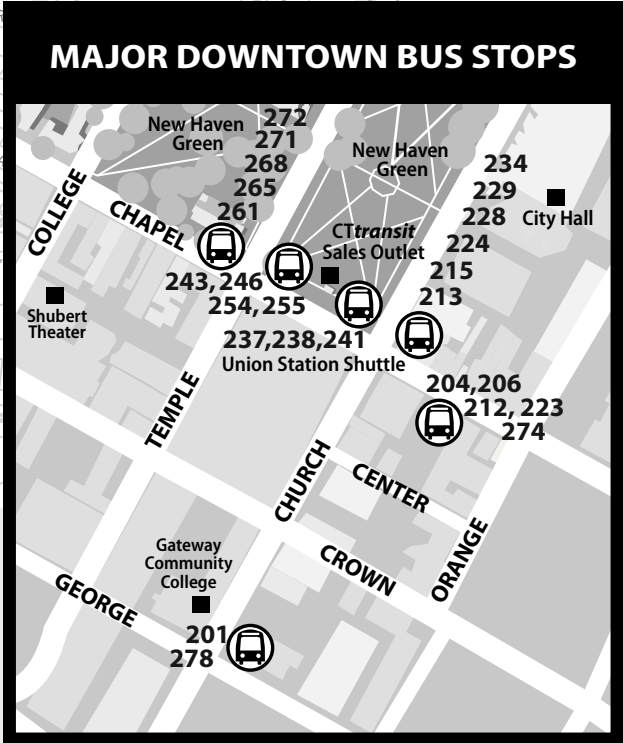 MAJOR DOWNTOWN BUS STOPS
New Haven
Green
272
271
268
265
261
New Haven
Green
234
229
228
224
215
213
City Hall
COLLEGE
CHAPEL
CTtransit
Sales Outlet
243, 246
254, 255
Shubert
Theater
237,238,241
Union Station Shuttle
204,206
212, 223
274
TEMPLE
CHURCH
CENTER
ORANGE
CROWN
Gateway
Community
College
GEORGE
201
278